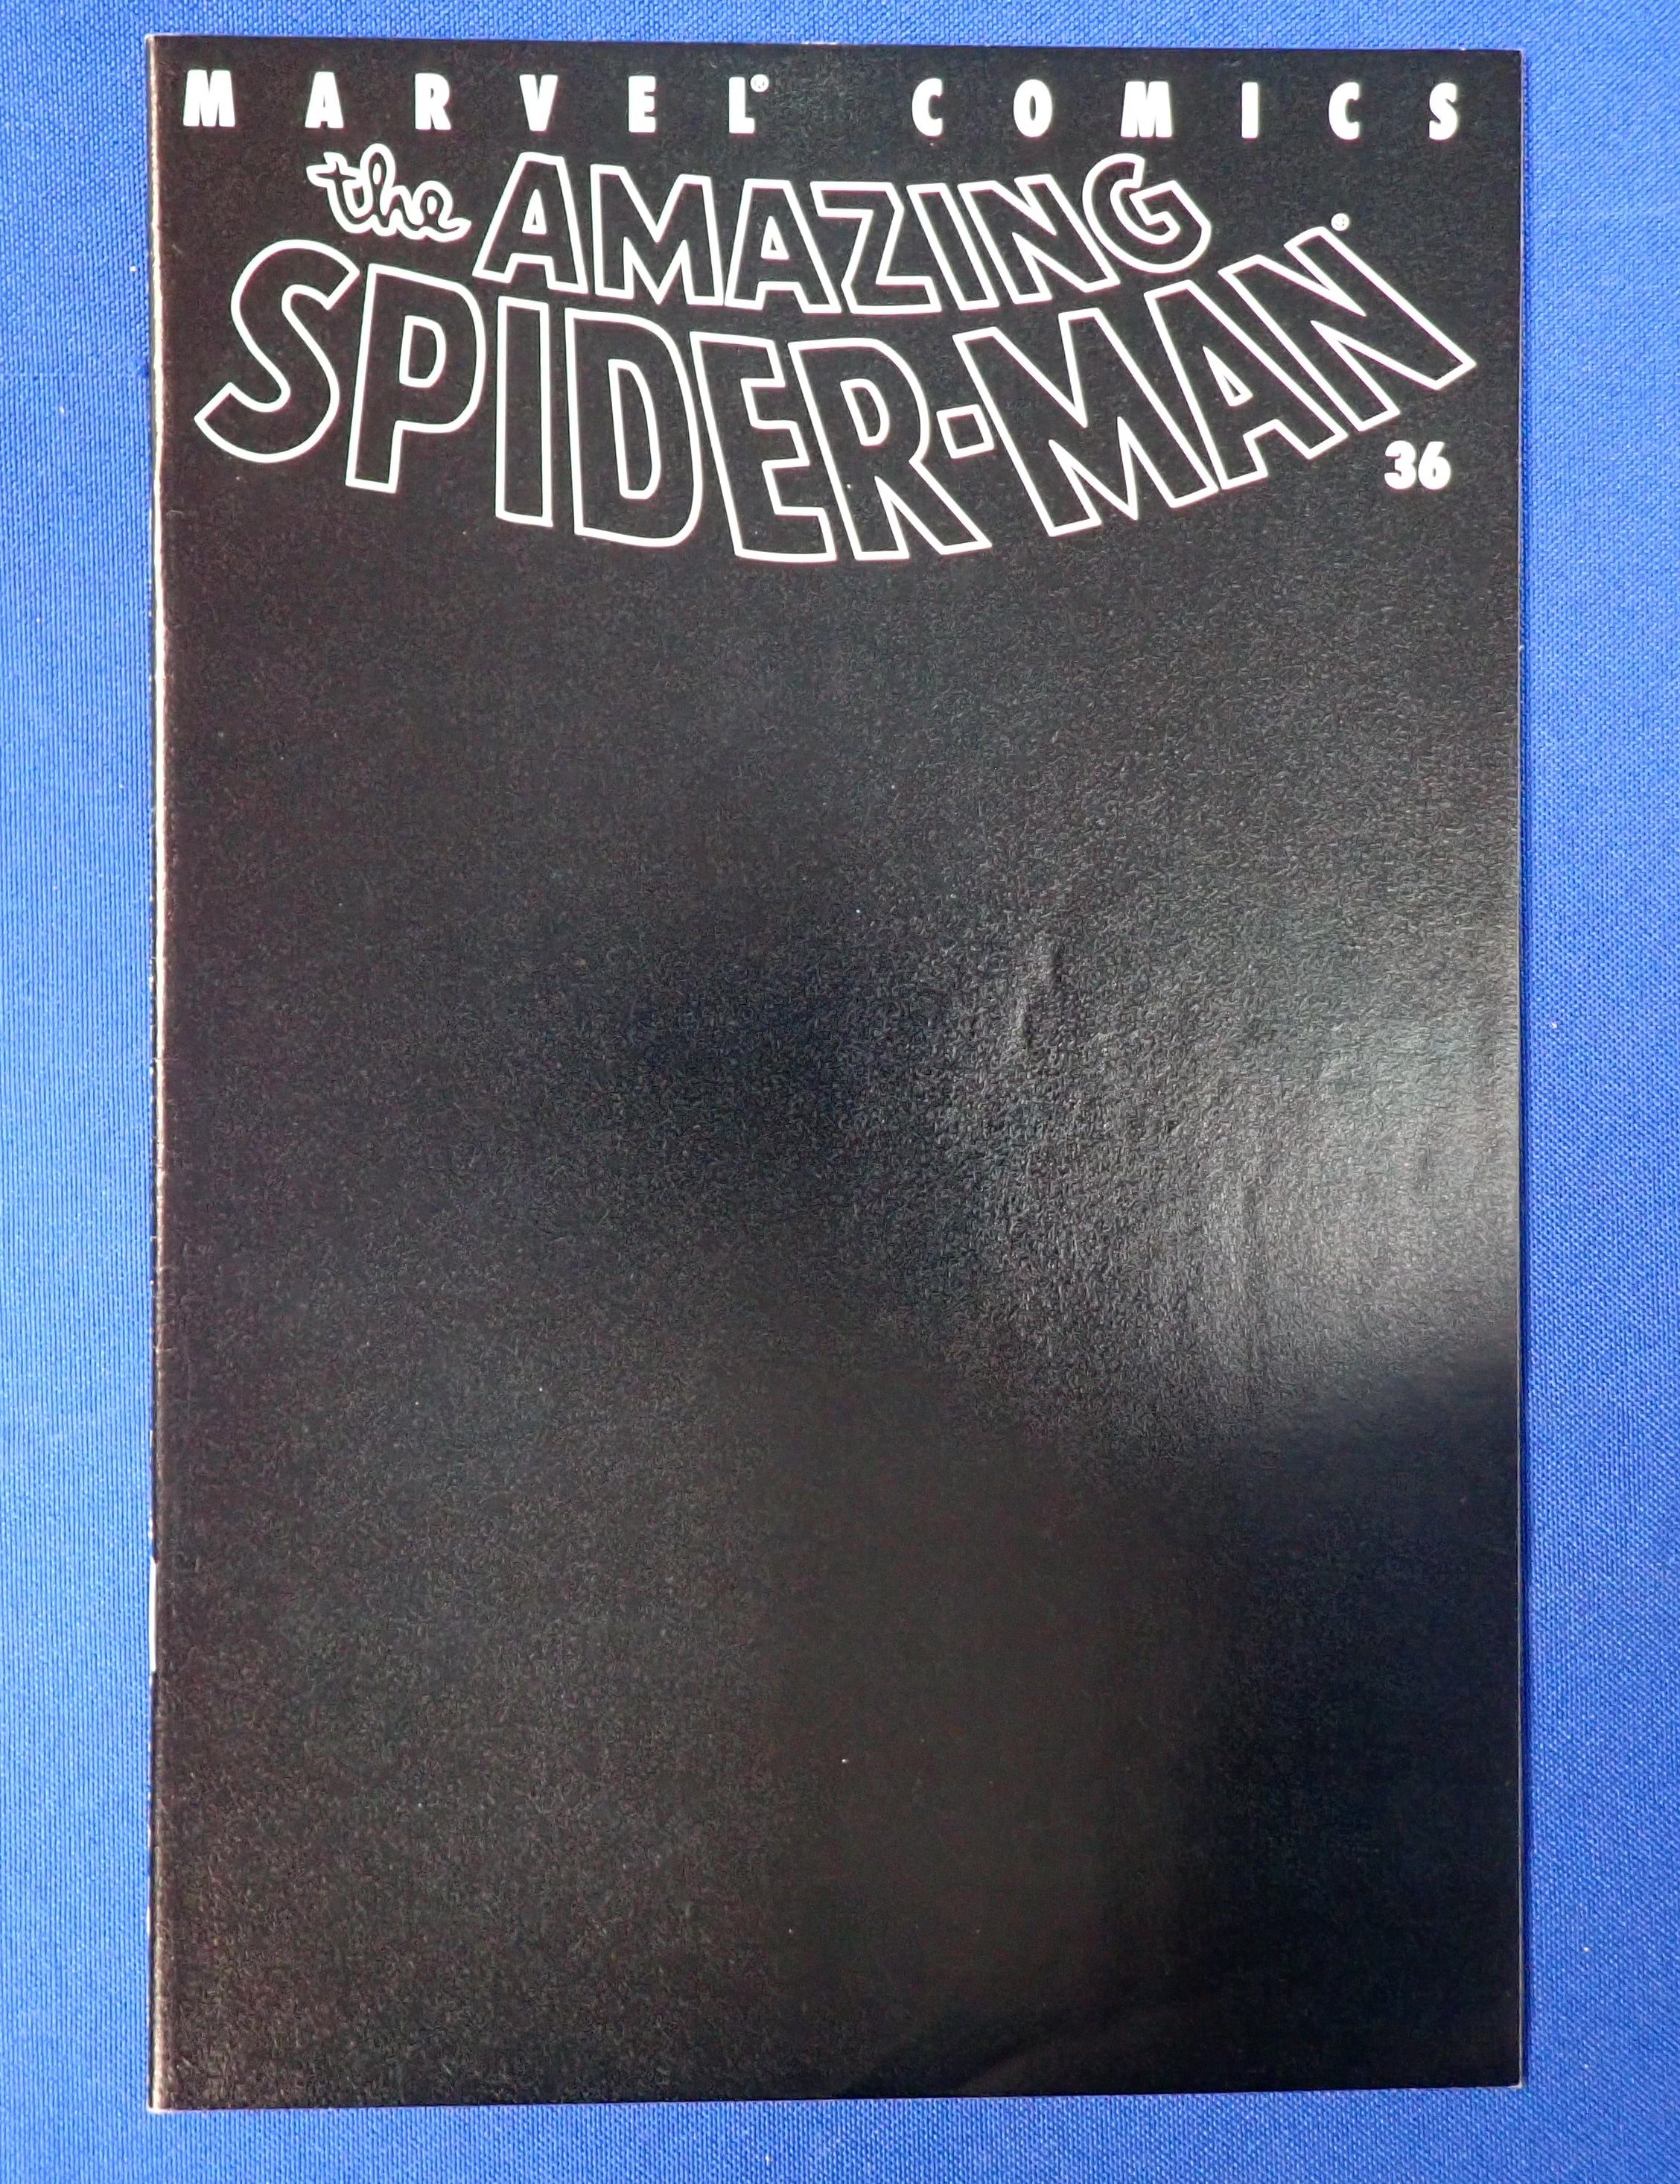 MARVEL® COMICS
the AMAZING
SPIDER-MAN®
36